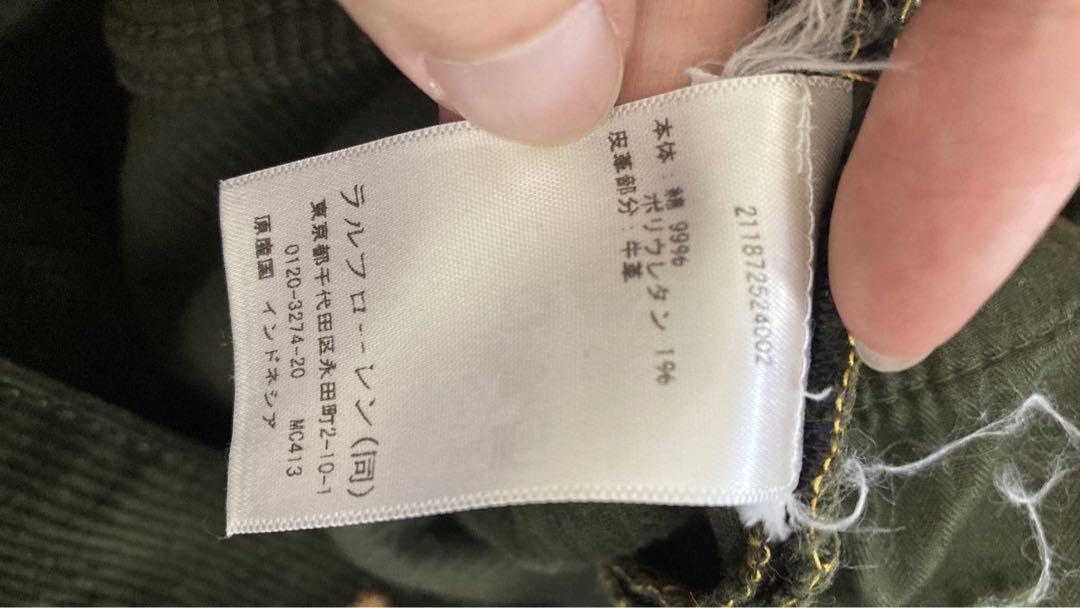 211872524002
本体：綿 99%
ポリウレタン 1%
皮革部分：牛革
ラルフローレン(同)
東京都千代田区永田町2-10-1
0120-3274-20 MC413
原産国 インドネシア